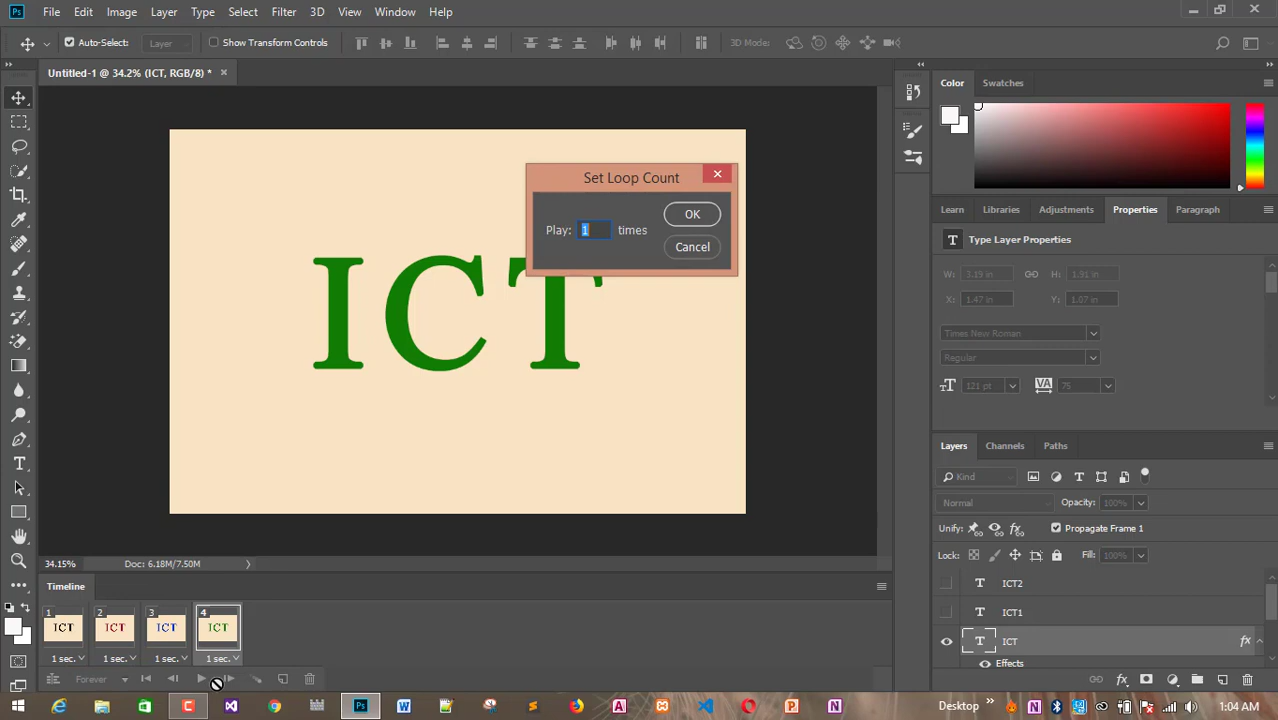 Ps File Edit Image Layer Type Select Filter 3D View Window Help
Auto-Select: Layer Show Transform Controls 3D Mode:
Untitled-1 @ 34.2% (ICT, RGB/8) *
Color Swatches
Set Loop Count
Play: 1 times
OK
Cancel
ICT
Learn Libraries Adjustments Properties Paragraph
T Type Layer Properties
W: 3.19 in H: 1.91 in
X: 1.47 in Y: 1.07 in
Times New Roman
Regular
121 pt VA 75
Layers Channels Paths
Kind
Normal Opacity: 100%
Unify: Propagate Frame 1
Lock: Fill: 100%
T ICT2
T ICT1
T ICT fx
Effects
34.15% Doc: 6.18M/7.50M
Timeline
1 2 3 4
ICT ICT ICT ICT
1 sec. 1 sec. 1 sec. 1 sec.
Forever
Desktop 1:04 AM